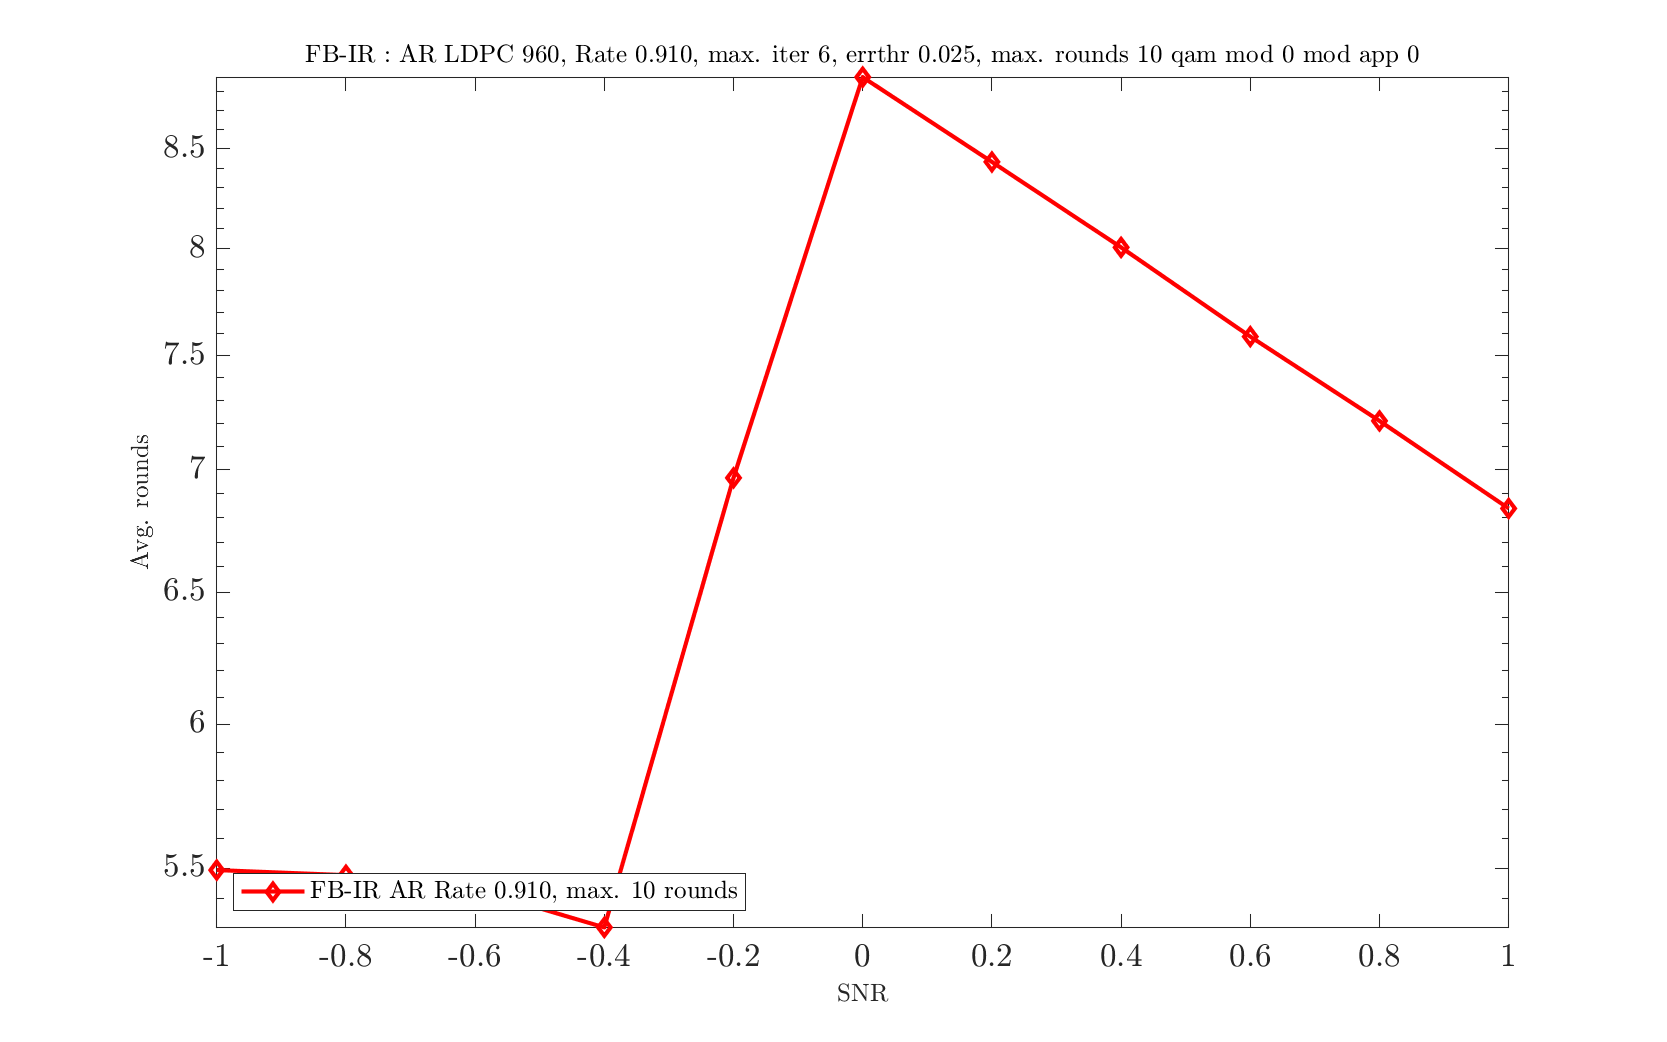 FB-IR : AR LDPC 960, Rate 0.910, max. iter 6, errthr 0.025, max. rounds 10 qam mod 0 mod app 0
8.5
8
7.5
7
6.5
6
5.5
Avg. rounds
FB-IR AR Rate 0.910, max. 10 rounds
-1 -0.8 -0.6 -0.4 -0.2 0 0.2 0.4 0.6 0.8 1
SNR